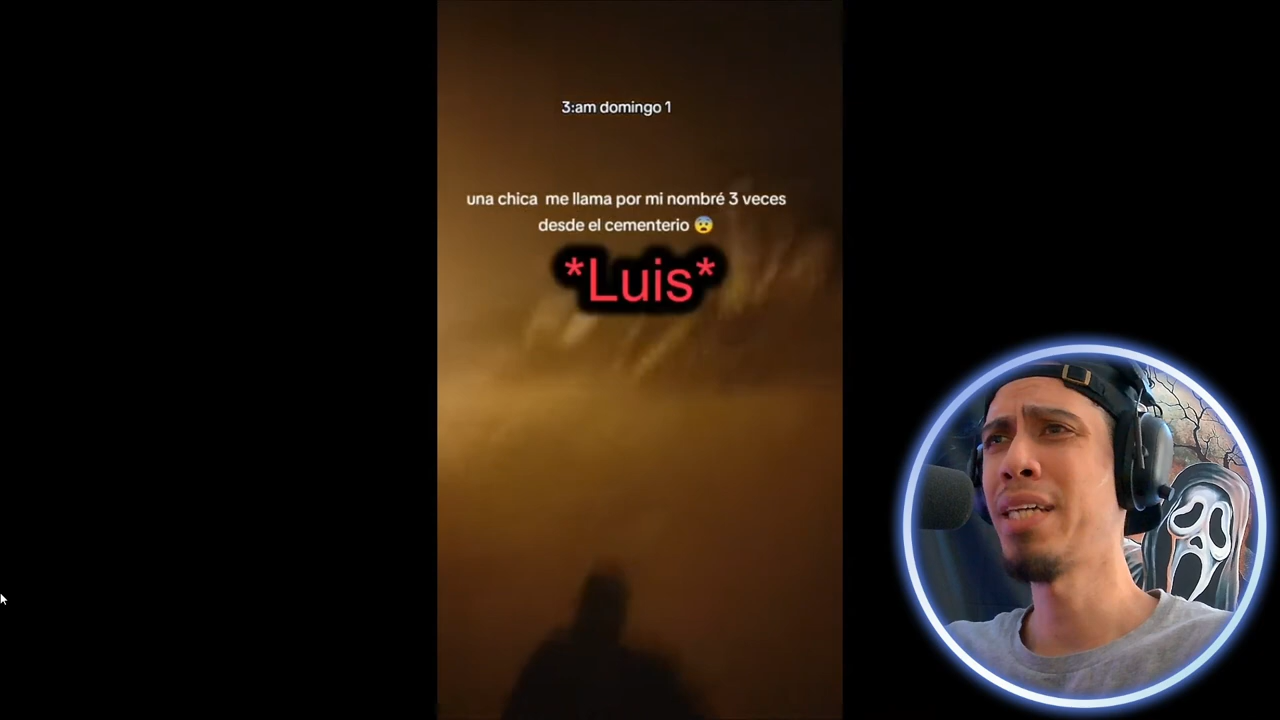 3:am domingo 1
una chica  me llama por mi nombré 3 veces
desde el cementerio 😨
*Luis*